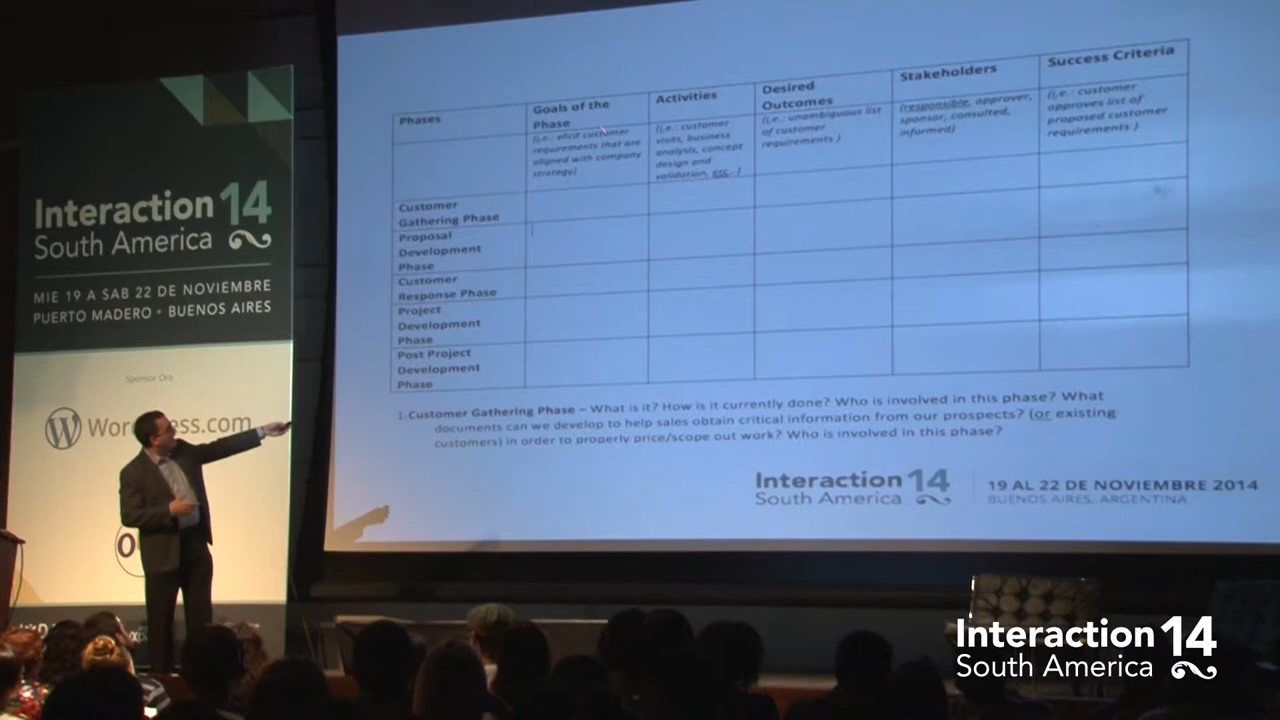 Interaction 14
South America
MIE 19 A SAB 22 DE NOVIEMBRE
PUERTO MADERO • BUENOS AIRES
Sponsor Oro
WordPress.com
Phases
Goals of the
Phase
Activities
Desired
Outcomes
Stakeholders
Success Criteria
(i,e.: elicit customer
requirements that are
aligned with company
strategy)
(i,e.: customer
visits, business
analysis, concept
design and
validation, etc.. )
(i,e.: unambiguous list
of customer
requirements )
(responsible, approver,
sponsor, consulted,
informed)
(i,e.: customer
approves list of
proposed customer
requirements )
Customer
Gathering Phase
Proposal
Development
Phase
Customer
Response Phase
Project
Development
Phase
Post Project
Development
Phase
1.Customer Gathering Phase – What is it? How is it currently done? Who is involved in this phase? What
documents can we develop to help sales obtain critical information from our prospects? (or existing
customers) in order to properly price/scope out work? Who is involved in this phase?
Interaction 14
South America
19 AL 22 DE NOVIEMBRE 2014
BUENOS AIRES, ARGENTINA
Interaction 14
South America